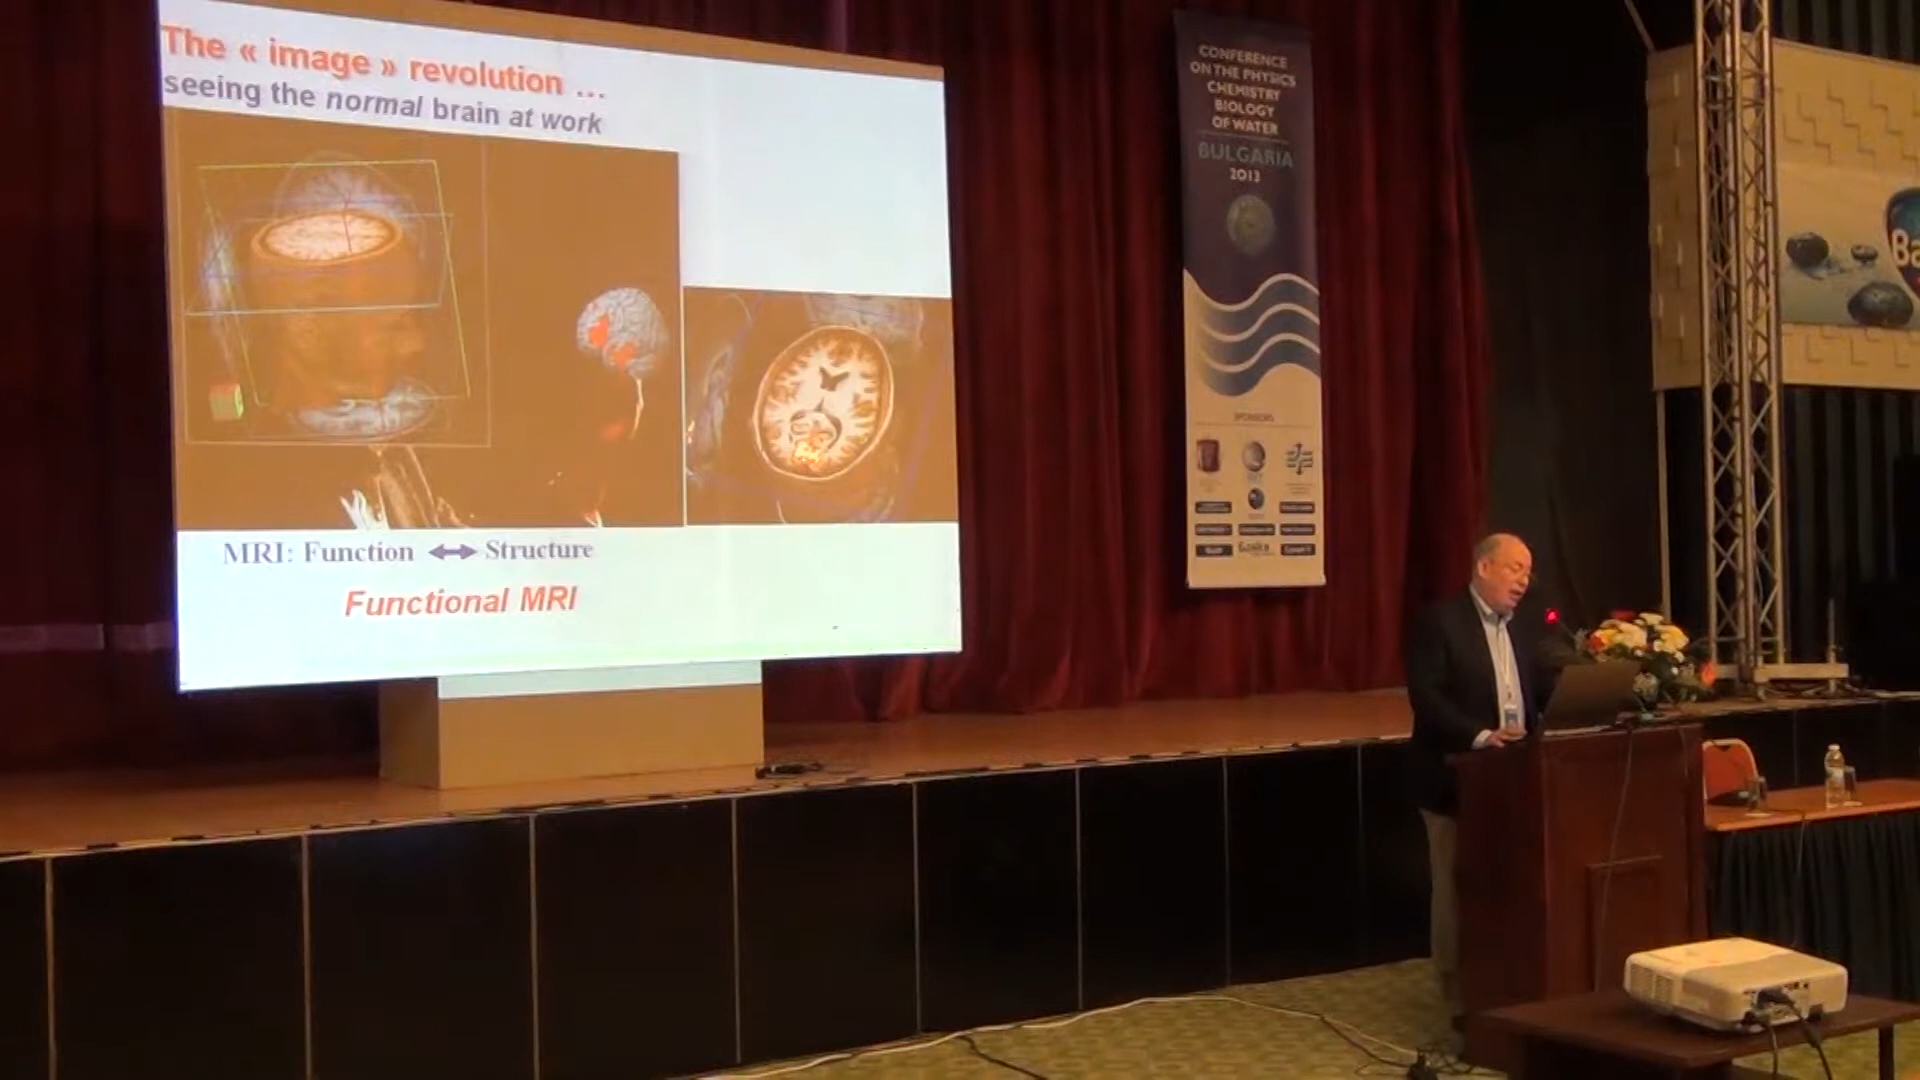 The « image » revolution ...
seeing the normal brain at work
MRI: Function ↔ Structure
Functional MRI
CONFERENCE
ON THE PHYSICS
CHEMISTRY
BIOLOGY
OF WATER
BULGARIA
2013
SPONSORS
Ba